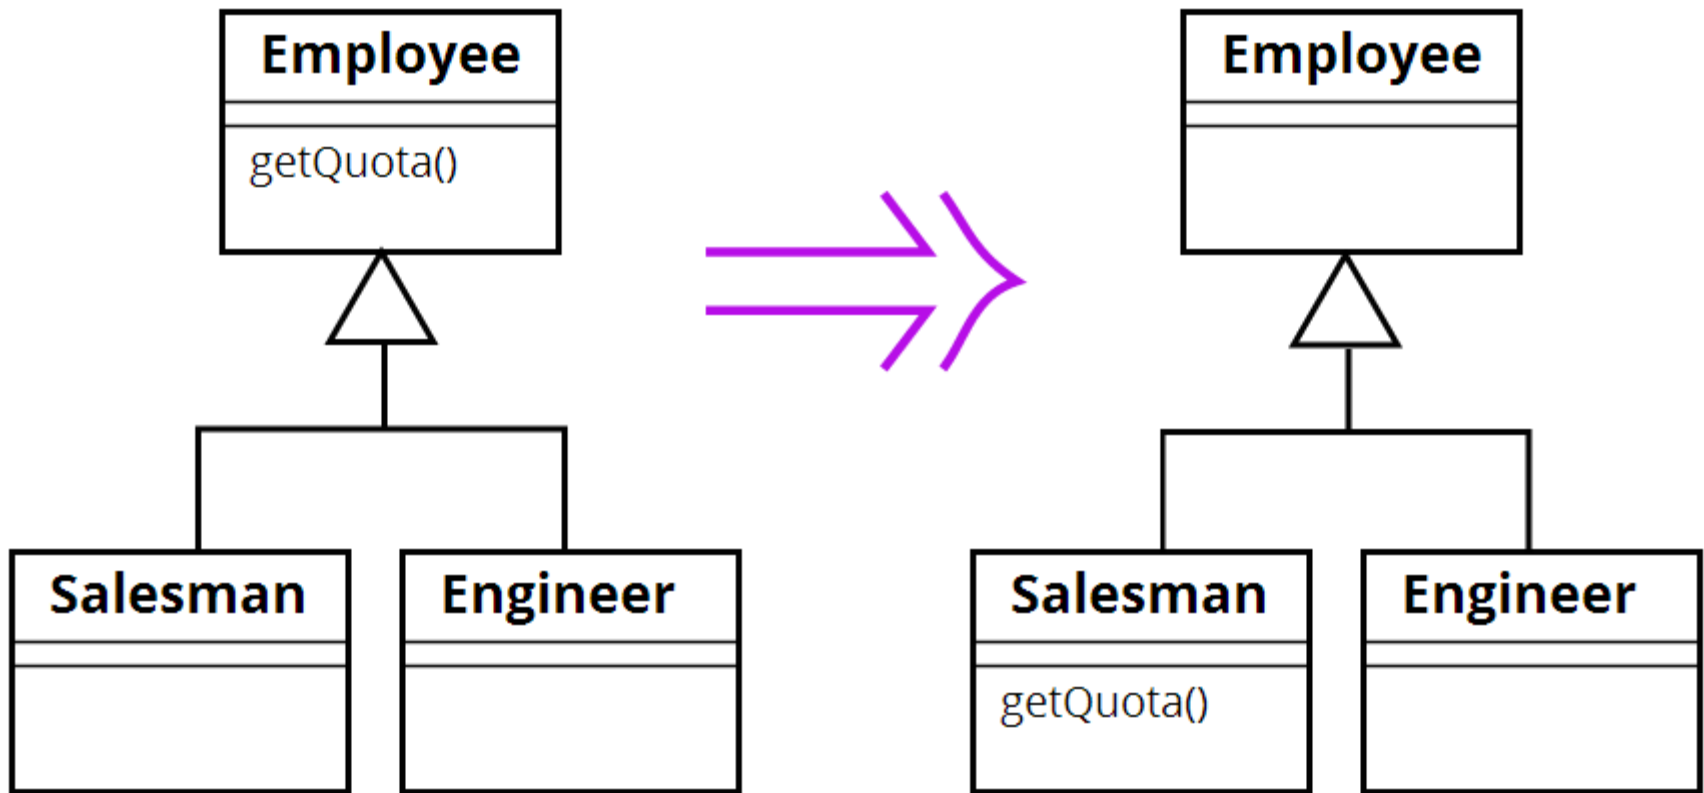 Employee
getQuota()
Salesman
Engineer
Employee
Salesman
getQuota()
Engineer